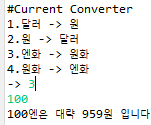 #Current Converter
1.달러 -> 원
2.원 -> 달러
3.엔화 -> 원화
4.원화 -> 엔화
-> 3
100
100엔은 대략 959원 입니다